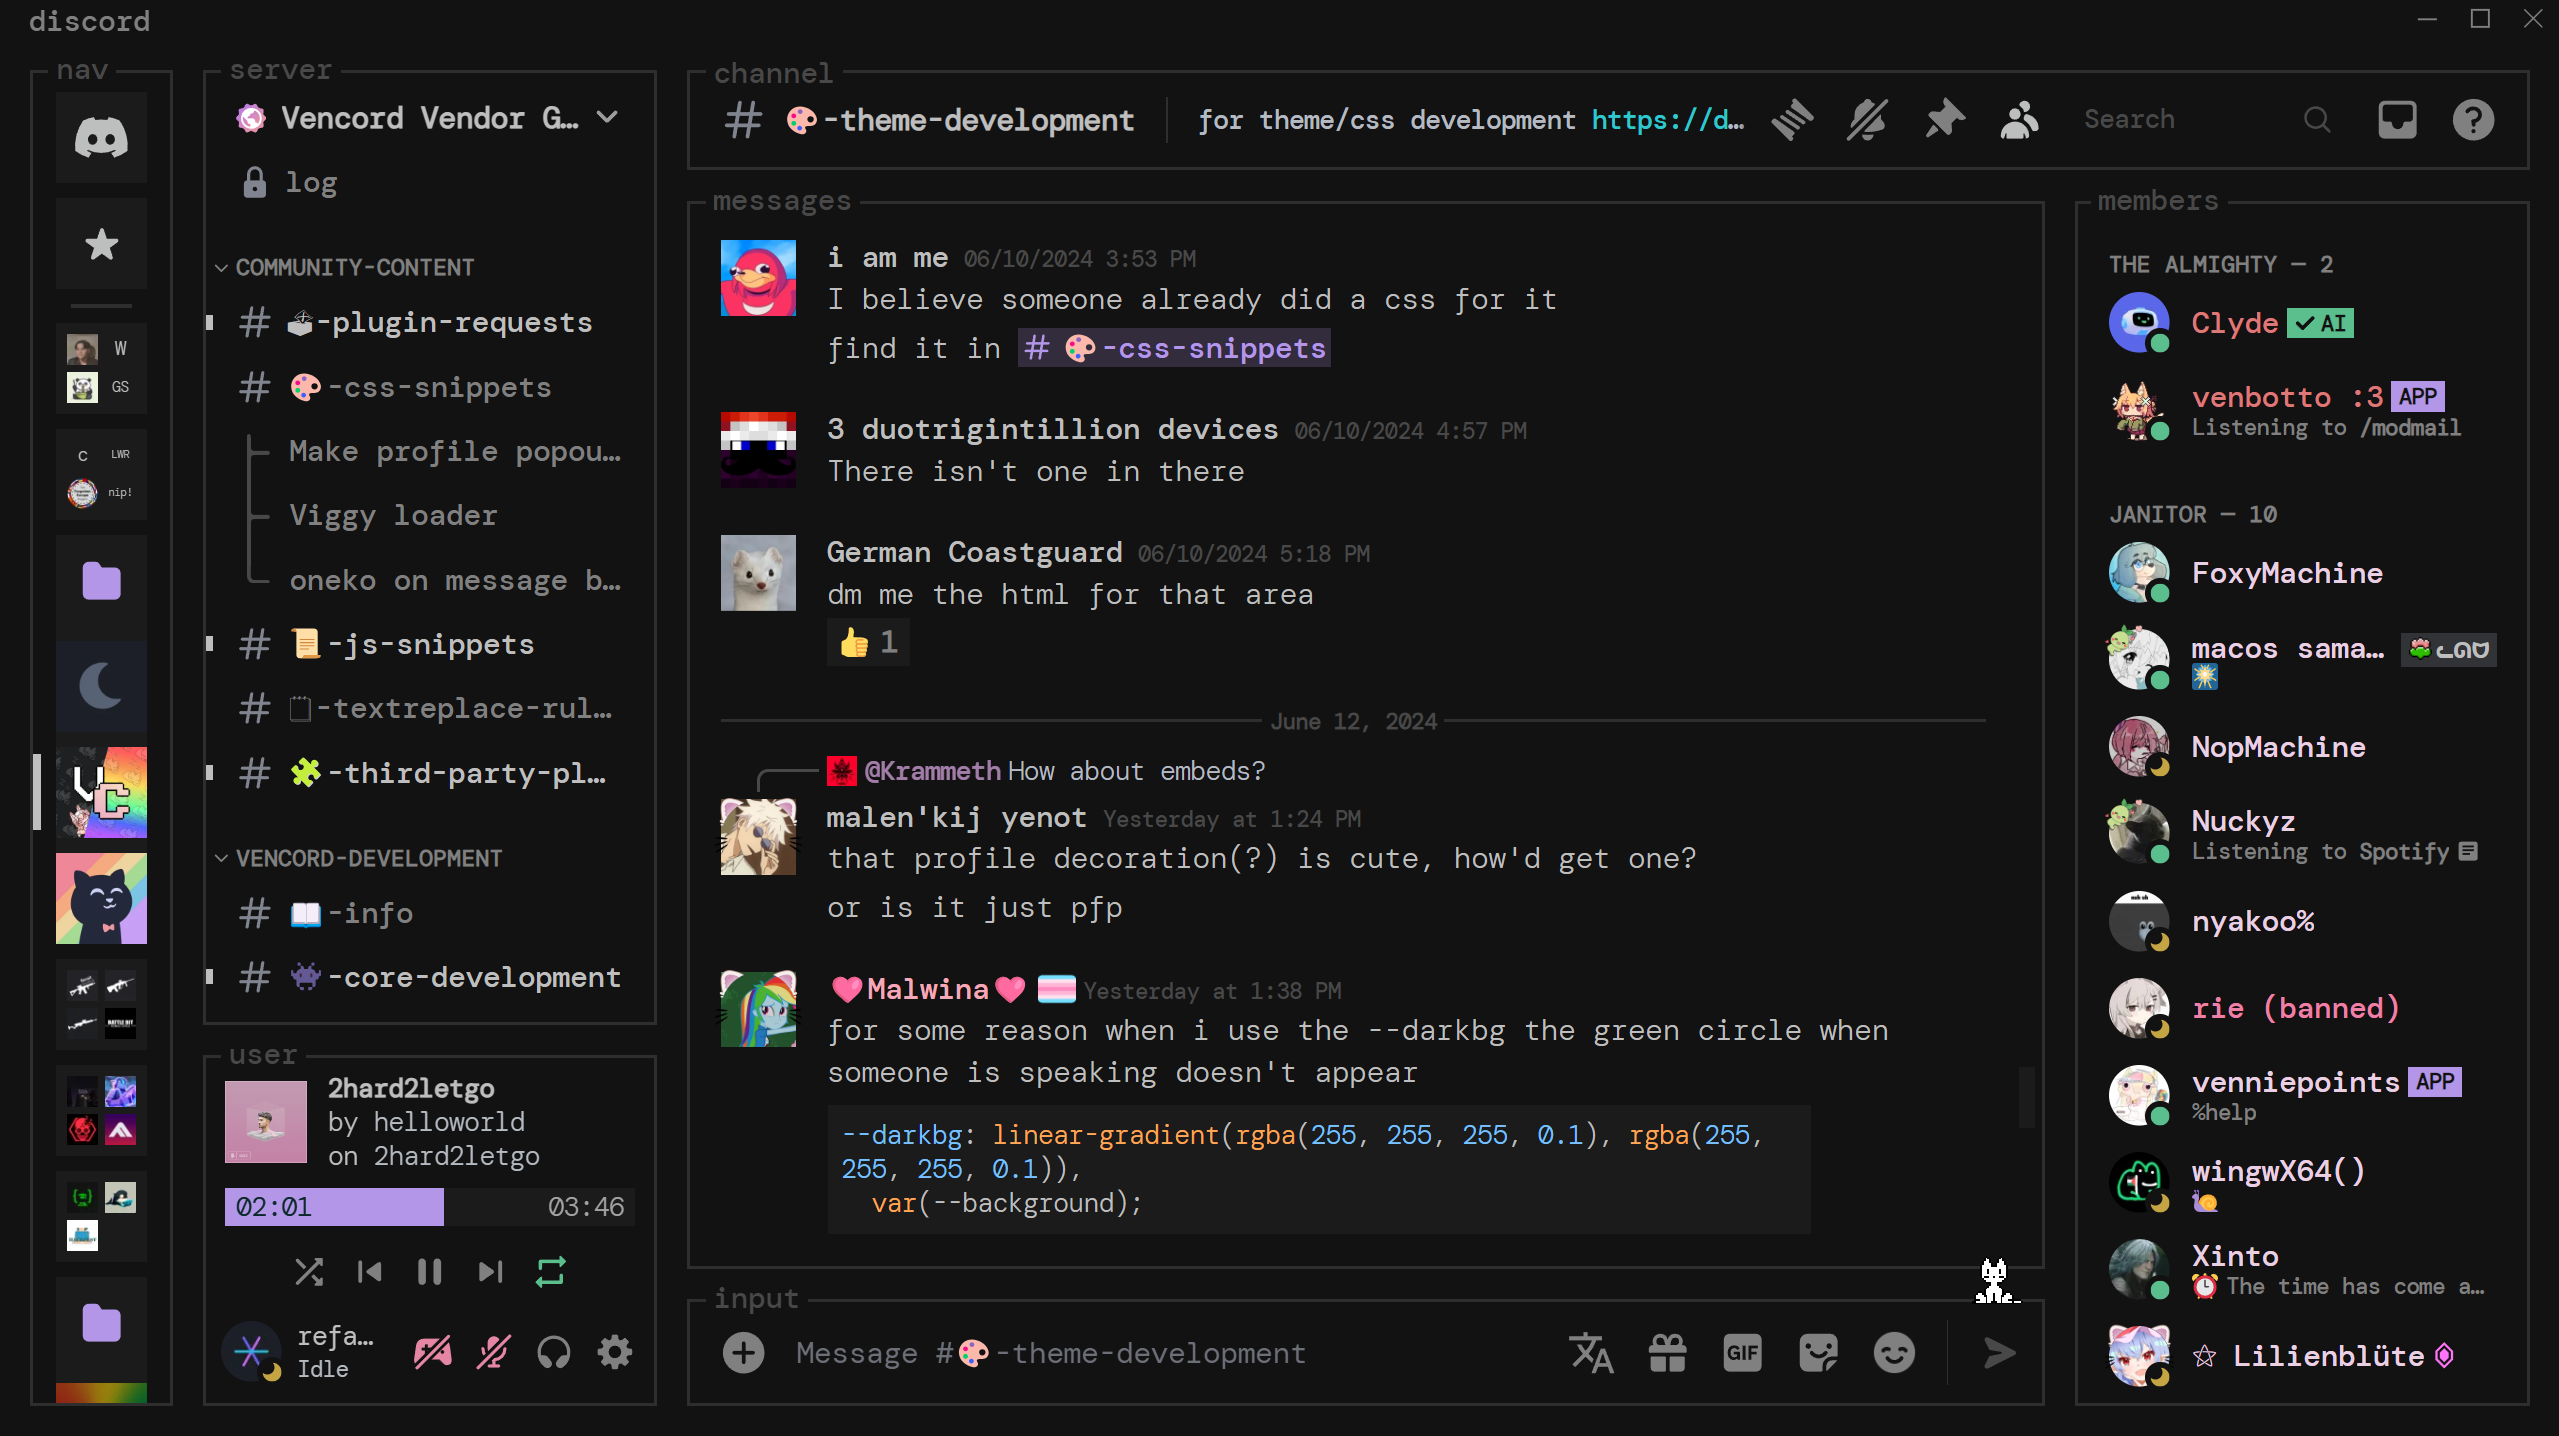 discord
nav
W
GS
C
LWR
nip!
server
Vencord Vendor G…
log
COMMUNITY-CONTENT
-plugin-requests
-css-snippets
Make profile popou…
Viggy loader
oneko on message b…
-js-snippets
-textreplace-rul…
-third-party-pl…
VENCORD-DEVELOPMENT
-info
-core-development
user
2hard2letgo
by helloworld
on 2hard2letgo
02:01
03:46
refa…
Idle
channel
# 🎨-theme-development
for theme/css development https://d…
Search
messages
i am me 06/10/2024 3:53 PM
I believe someone already did a css for it
find it in # 🎨-css-snippets
3 duotrigintillion devices 06/10/2024 4:57 PM
There isn't one in there
German Coastguard 06/10/2024 5:18 PM
dm me the html for that area
👍 1
June 12, 2024
@Krammeth How about embeds?
malen'kij yenot Yesterday at 1:24 PM
that profile decoration(?) is cute, how'd get one?
or is it just pfp
Malwina Yesterday at 1:38 PM
for some reason when i use the --darkbg the green circle when
someone is speaking doesn't appear
--darkbg: linear-gradient(rgba(255, 255, 255, 0.1), rgba(255,
255, 255, 0.1)),
var(--background);
input
Message #🎨-theme-development
GIF
members
THE ALMIGHTY — 2
Clyde ✓ AI
venbotto :3 APP
Listening to /modmail
JANITOR — 10
FoxyMachine
macos sama…
NopMachine
Nuckyz
Listening to Spotify
nyakoo%
rie (banned)
venniepoints APP
%help
wingwX64()
Xinto
The time has come a…
☆ Lilienblüte